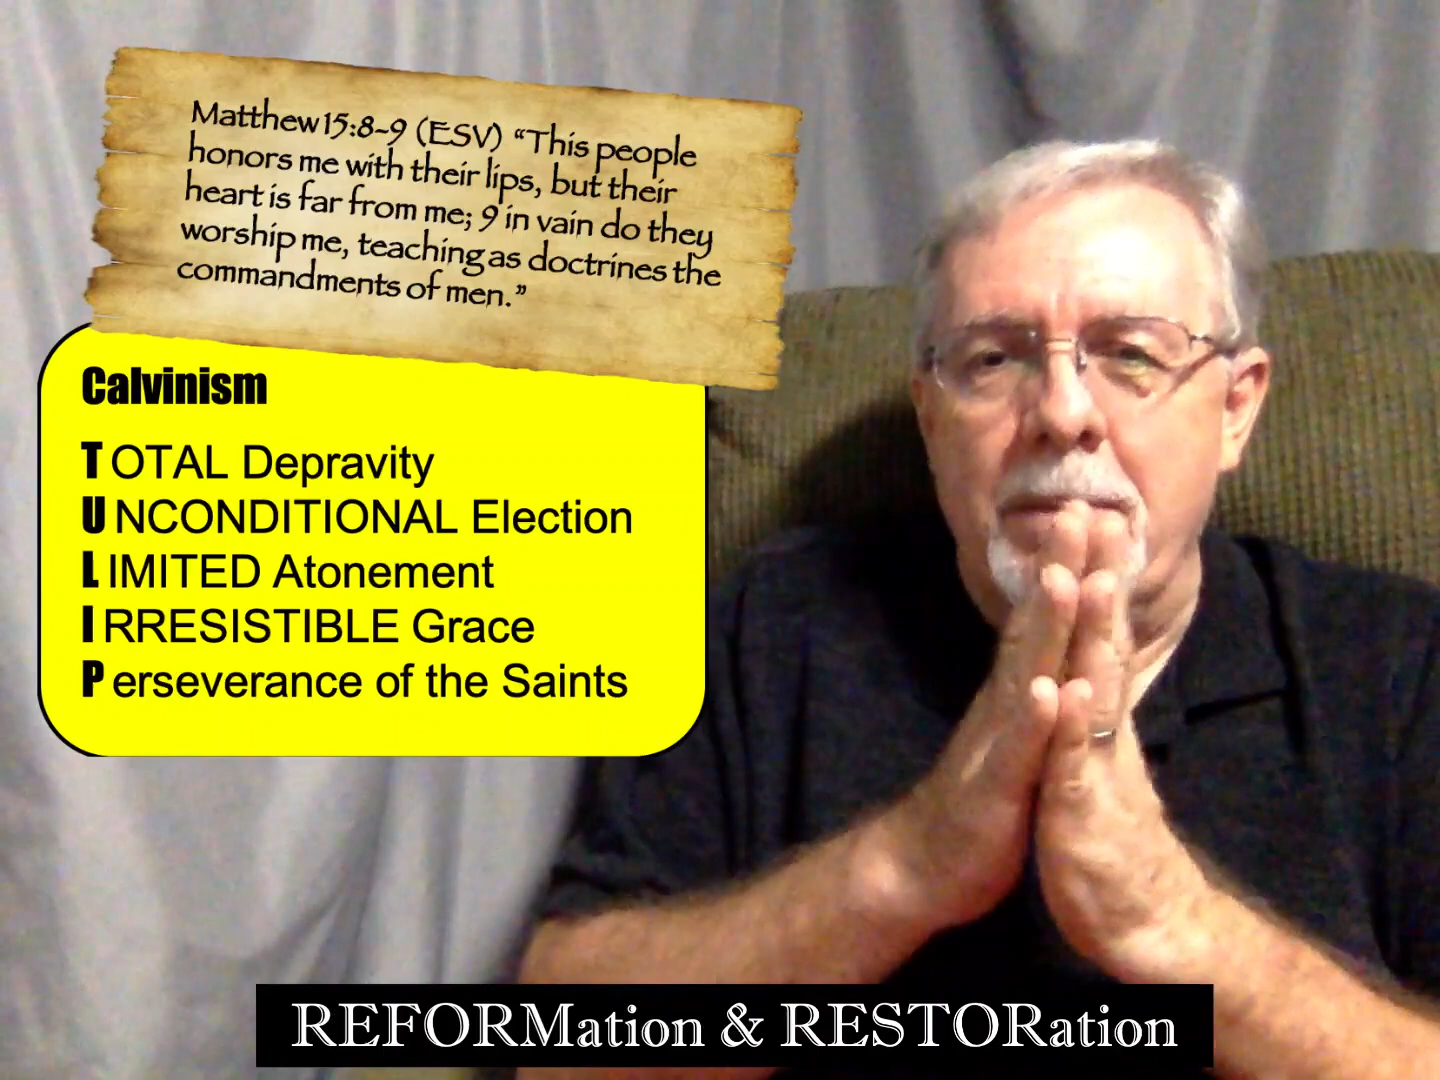 Matthew 15:8-9 (ESV) “This people
honors me with their lips, but their
heart is far from me; 9 in vain do they
worship me, teaching as doctrines the
commandments of men.”
Calvinism
TOTAL Depravity
UNCONDITIONAL Election
LIMITED Atonement
IRRESISTIBLE Grace
Perseverance of the Saints
REFORMation & RESTORation